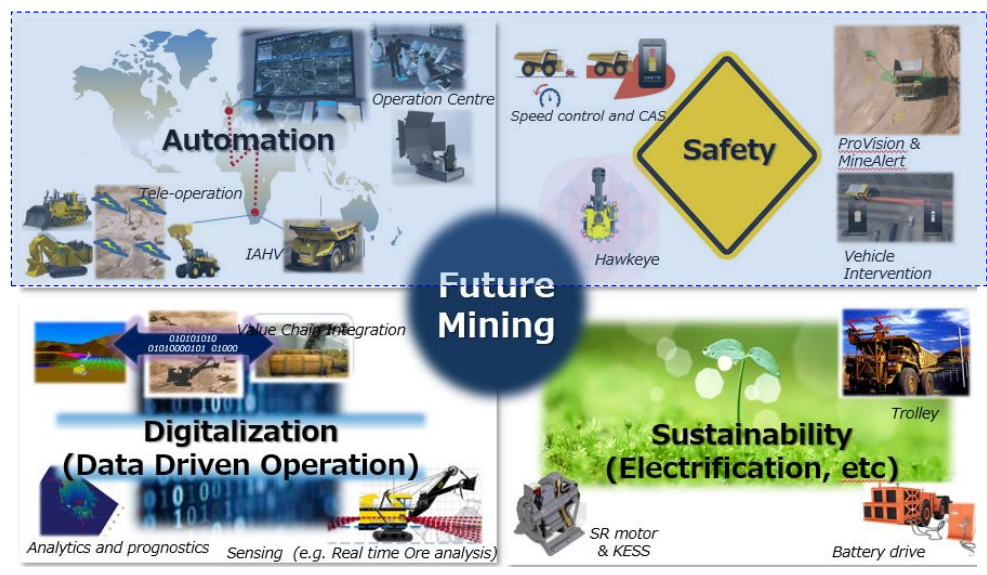 Automation
Operation Centre
Tele-operation
IAHV
Speed control and CAS
Safety
ProVision &
MineAlert
Hawkeye
Vehicle
Intervention
Future
Mining
Value Chain Integration
010101010
01010000101 01000
Digitalization
(Data Driven Operation)
Analytics and prognostics
Sensing (e.g. Real time Ore analysis)
Trolley
Sustainability
(Electrification, etc)
SR motor
& KESS
Battery drive